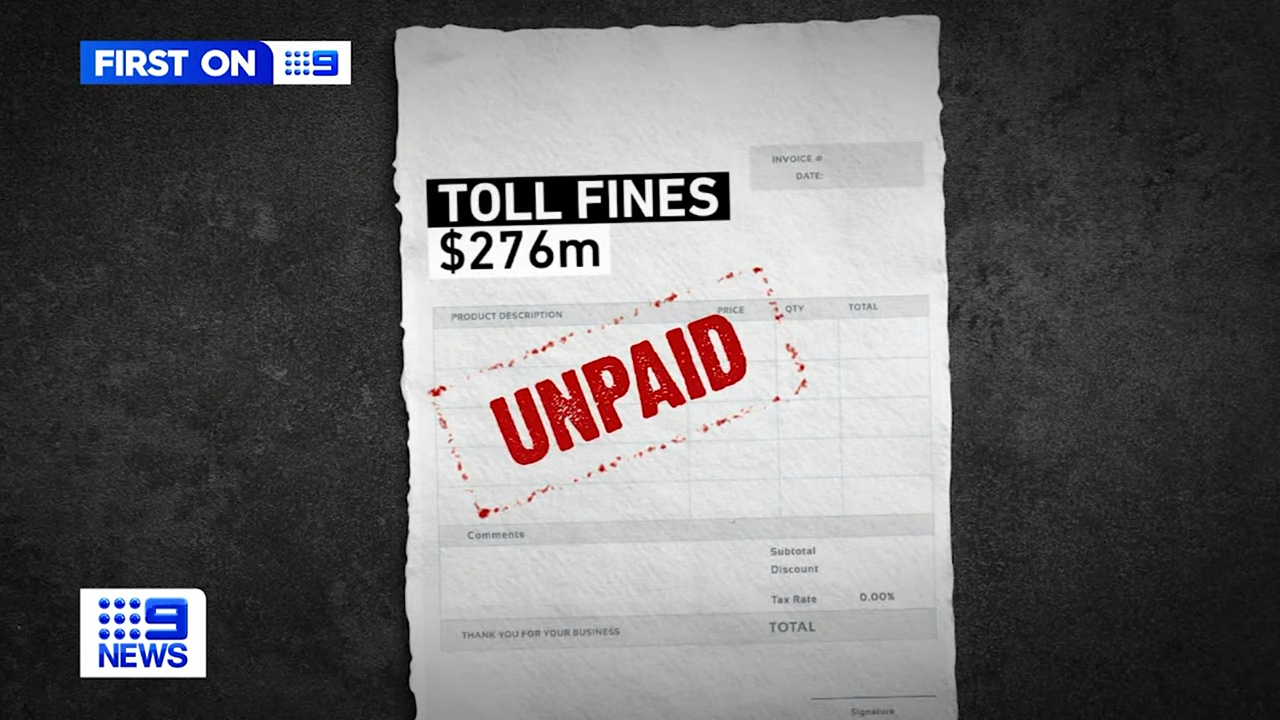 FIRST ON 9
INVOICE #
DATE:
TOLL FINES
$276m
PRODUCT DESCRIPTION PRICE QTY TOTAL
UNPAID
Comments
Subtotal
Discount
Tax Rate 0.00%
THANK YOU FOR YOUR BUSINESS TOTAL
Signature
9
NEWS